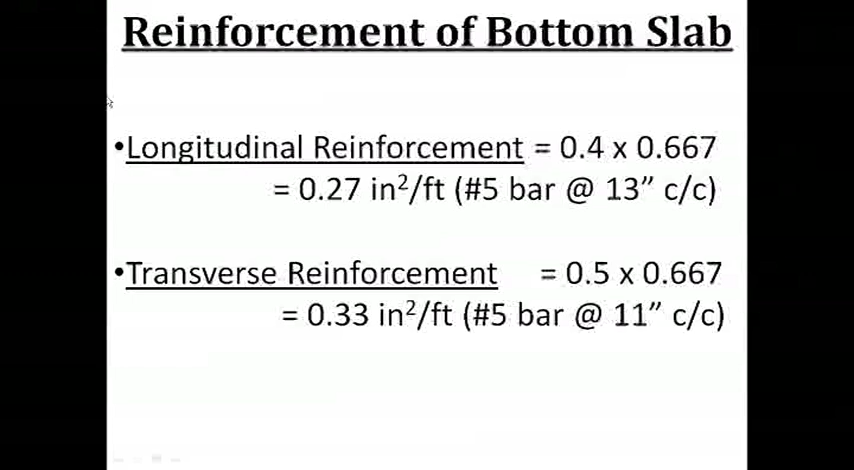 Reinforcement of Bottom Slab
•Longitudinal Reinforcement = 0.4 x 0.667
= 0.27 in²/ft (#5 bar @ 13” c/c)
•Transverse Reinforcement = 0.5 x 0.667
= 0.33 in²/ft (#5 bar @ 11” c/c)